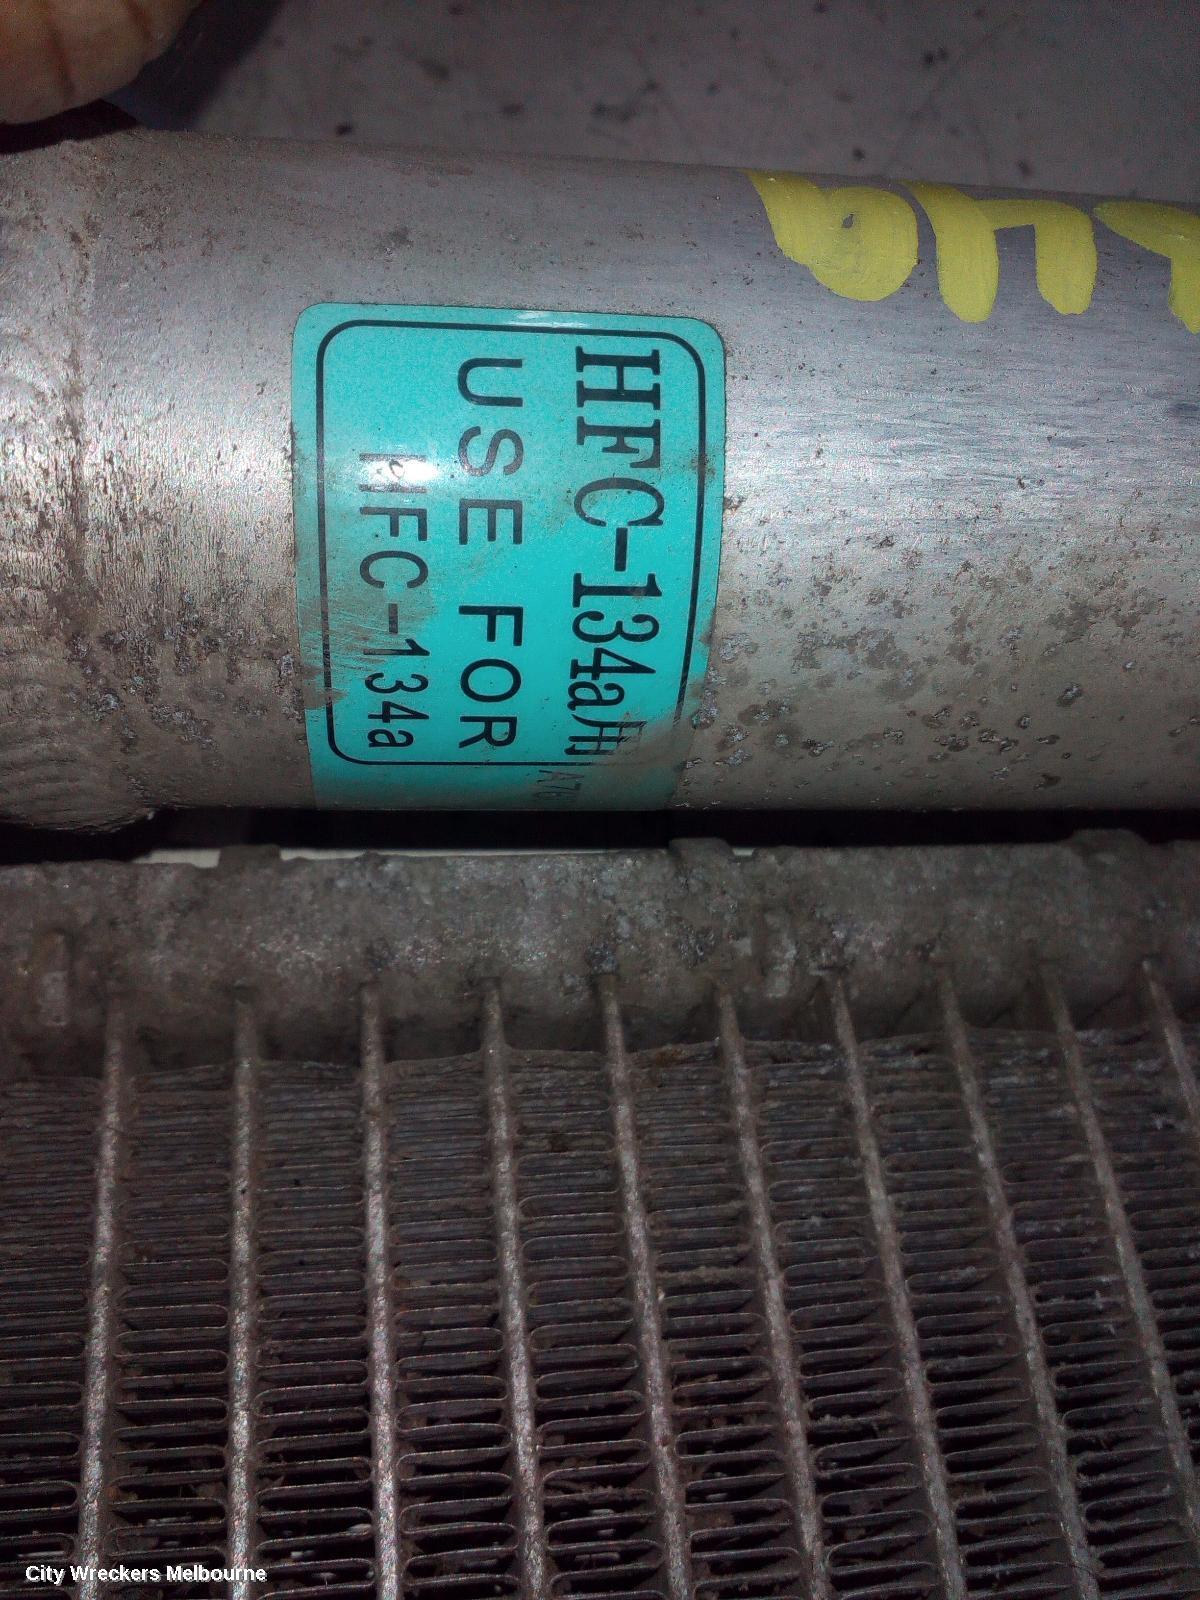 HFC-134a用
USE FOR
HFC-134a
City Wreckers Melbourne